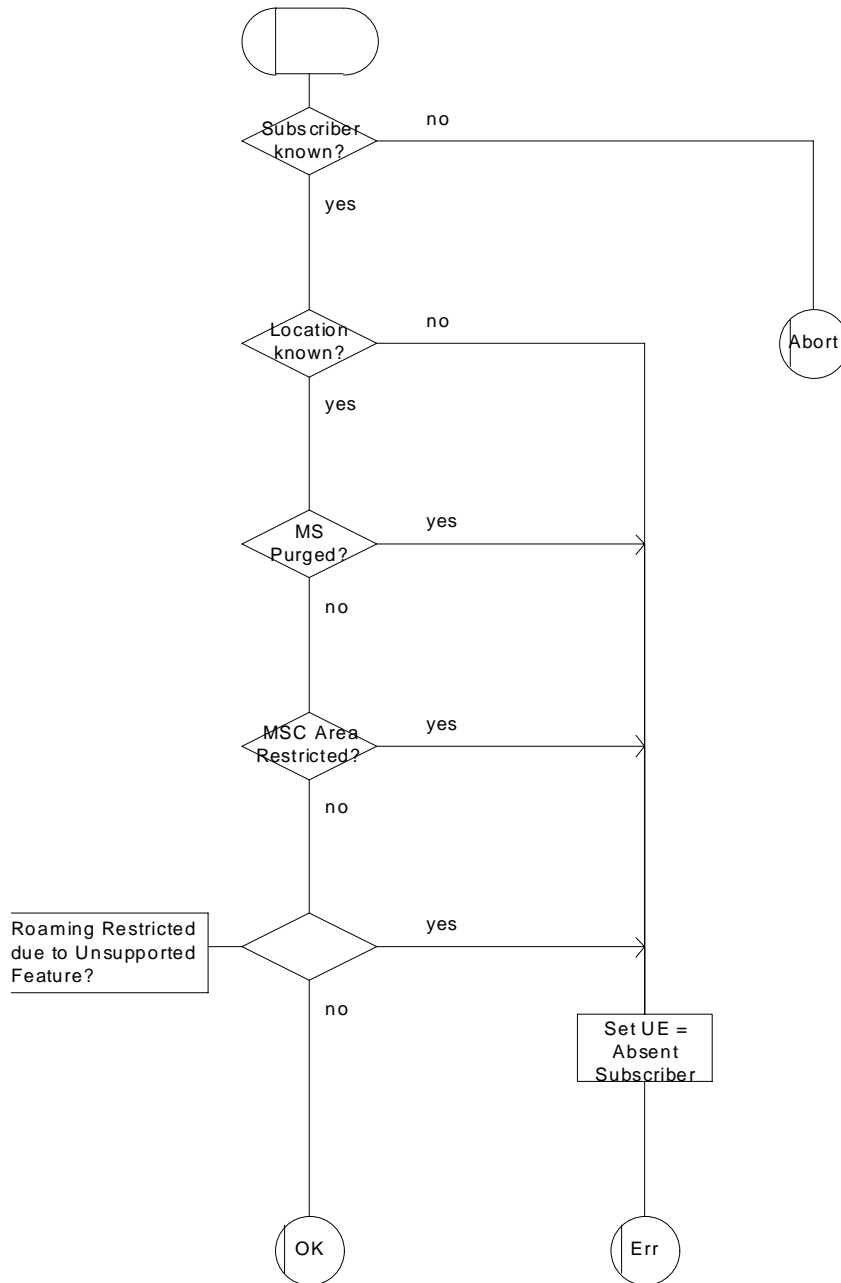 Subscriber
known?
no
yes
Location
known?
no
Abort
yes
MS
Purged?
yes
no
MSC Area
Restricted?
yes
no
Roaming Restricted
due to Unsupported
Feature?
yes
no
Set UE =
Absent
Subscriber
OK
Err